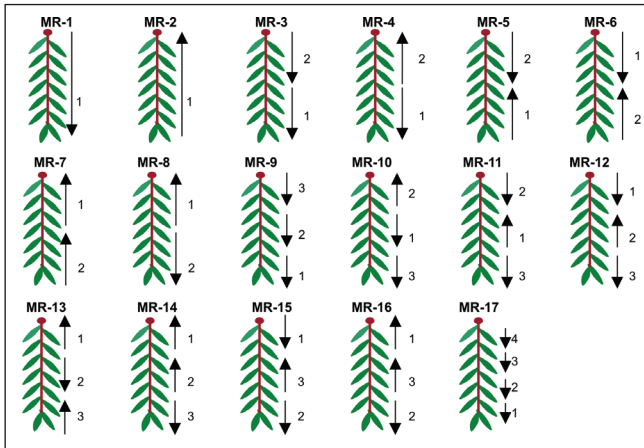 MR-1 MR-2 MR-3 MR-4 MR-5 MR-6
2 2 2 1
1 1
1 1 1 2
MR-7 MR-8 MR-9 MR-10 MR-11 MR-12
1 1 3 2 2 1
2 1 1 2
2 2 1 3 3 3
MR-13 MR-14 MR-15 MR-16 MR-17
1 1 1 1 4
3
2 2 3 3 2
3 3 2 2 1